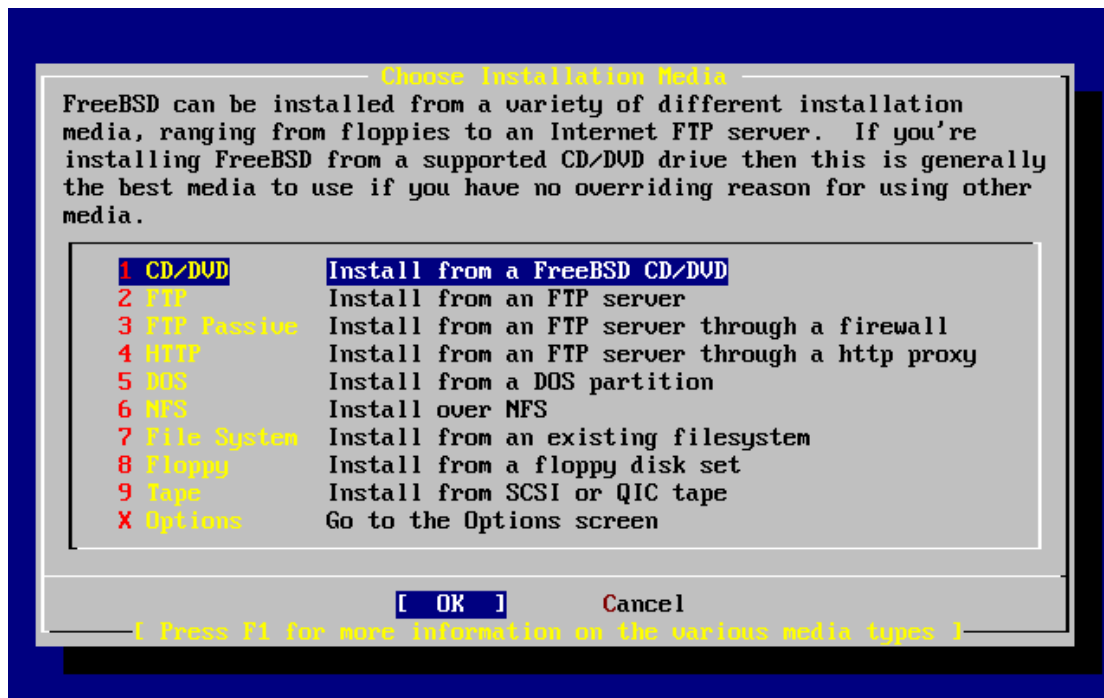 Choose Installation Media
FreeBSD can be installed from a variety of different installation
media, ranging from floppies to an Internet FTP server.  If you're
installing FreeBSD from a supported CD/DVD drive then this is generally
the best media to use if you have no overriding reason for using other
media.
1 CD/DVD Install from a FreeBSD CD/DVD
2 FTP Install from an FTP server
3 FTP Passive Install from an FTP server through a firewall
4 HTTP Install from an FTP server through a http proxy
5 DOS Install from a DOS partition
6 NFS Install over NFS
7 File System Install from an existing filesystem
8 Floppy Install from a floppy disk set
9 Tape Install from SCSI or QIC tape
X Options Go to the Options screen
[ OK ] Cancel
[ Press F1 for more information on the various media types ]